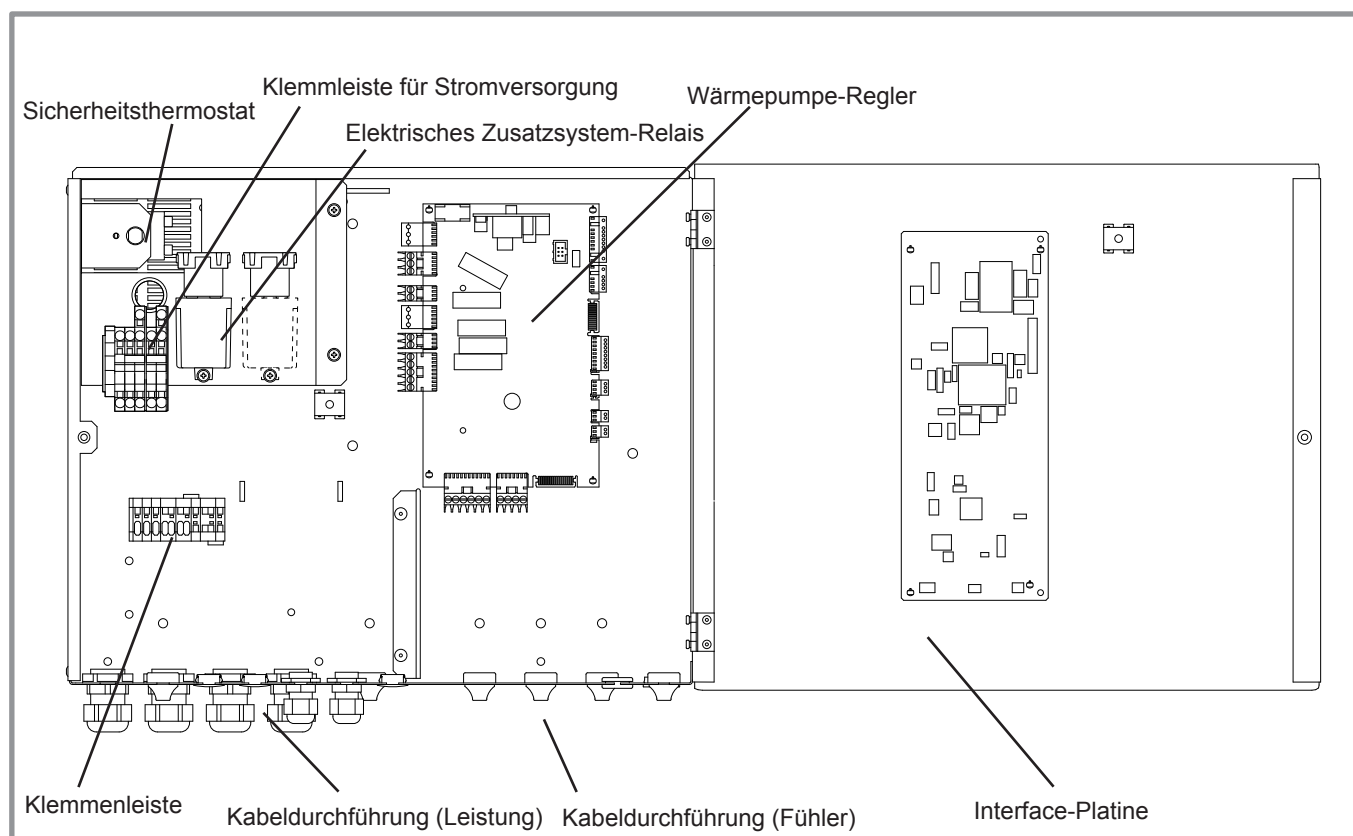 Klemmleiste für Stromversorgung
Sicherheitsthermostat
Wärmepumpe-Regler
Elektrisches Zusatzsystem-Relais
Klemmenleiste
Kabeldurchführung (Leistung)
Kabeldurchführung (Fühler)
Interface-Platine